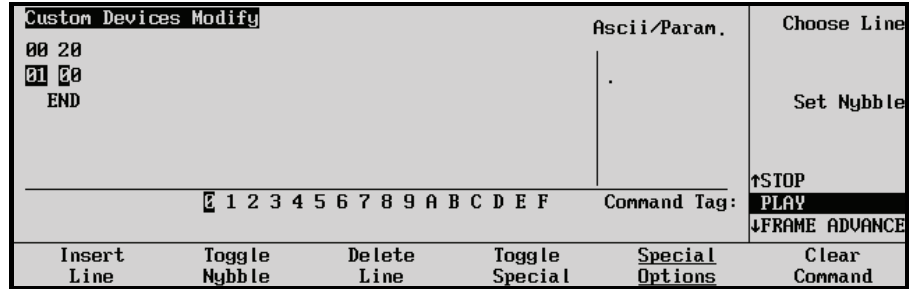 Custom Devices Modify
Ascii/Param.
Choose Line
00 20
01 00
.
END
Set Nybble
↑STOP
0 1 2 3 4 5 6 7 8 9 A B C D E F
Command Tag:
PLAY
↓FRAME ADVANCE
Insert Line
Toggle Nybble
Delete Line
Toggle Special
Special Options
Clear Command